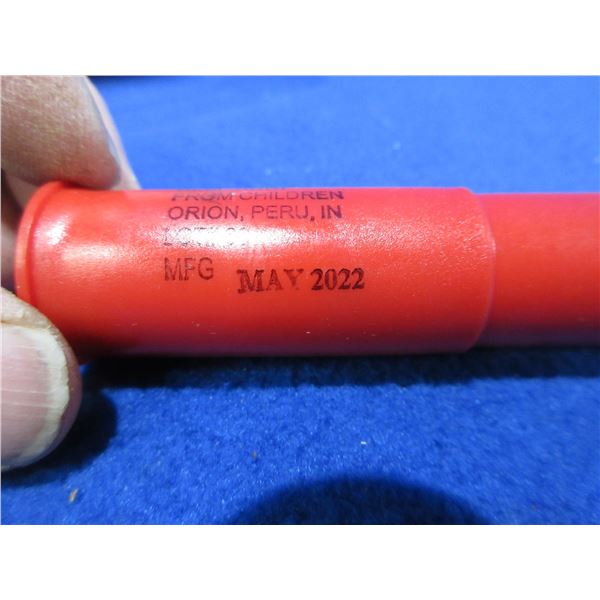 FROM CHILDREN
ORION, PERU, IN
MFG MAY 2022